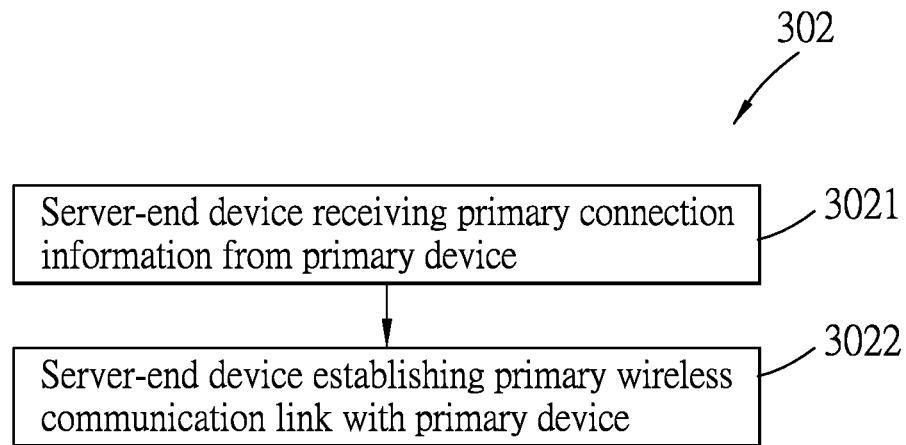 302
Server-end device receiving primary connection
information from primary device
3021
Server-end device establishing primary wireless
communication link with primary device
3022